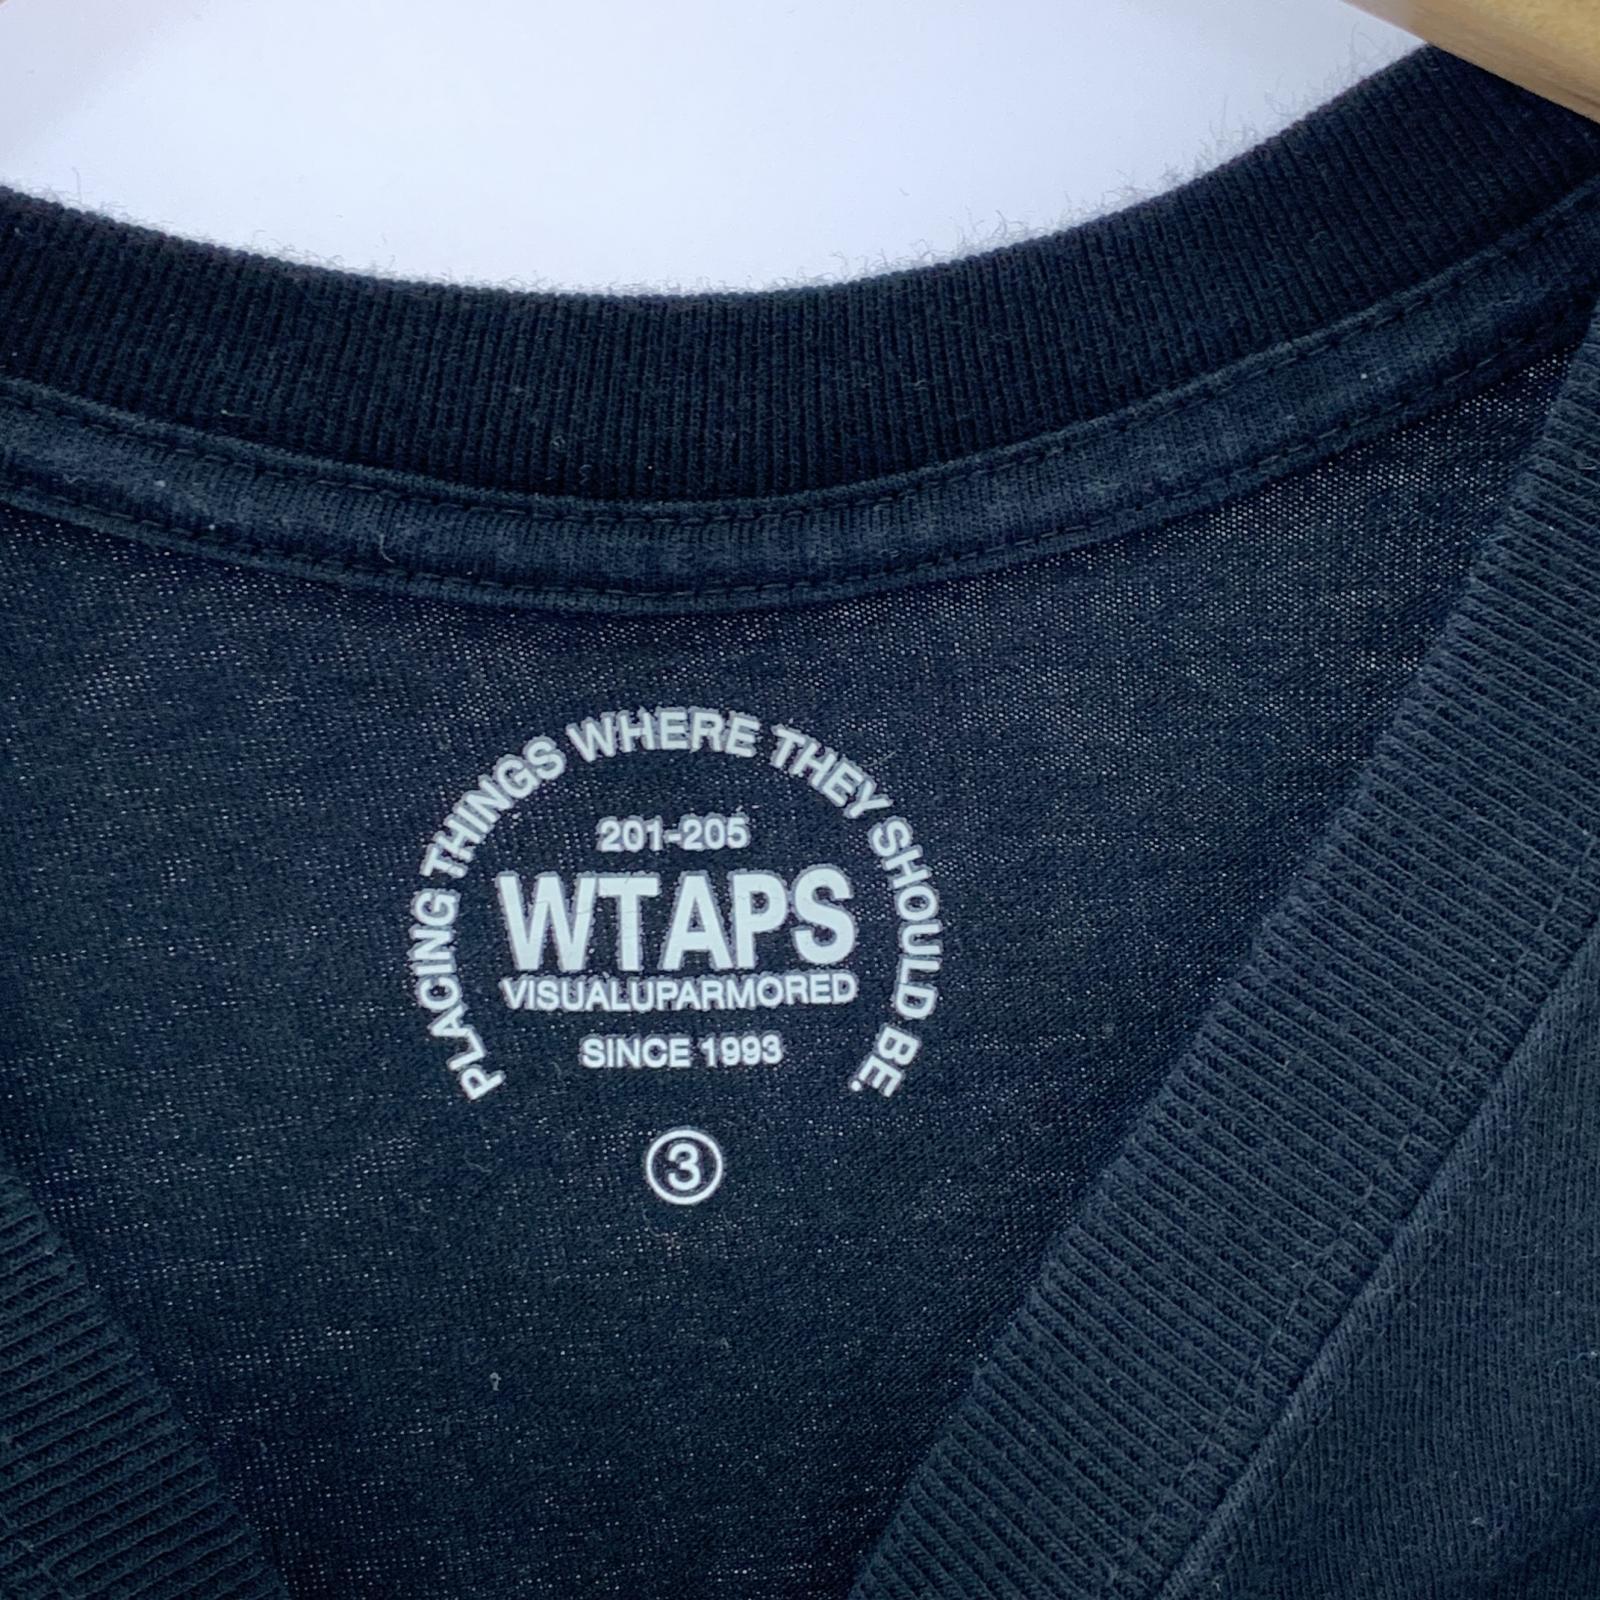 PLACING THINGS WHERE THEY SHOULD BE.
201-205
WTAPS
VISUALUPARMORED
SINCE 1993
3